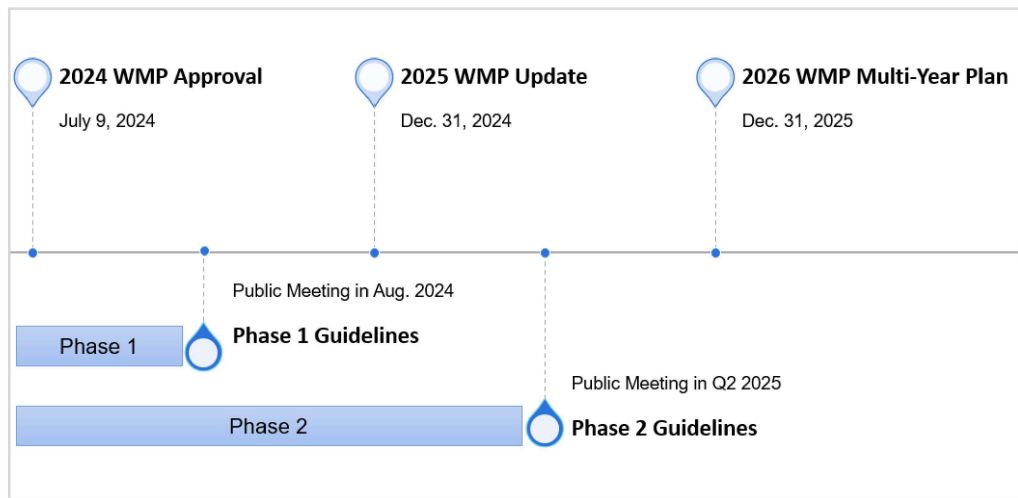 2024 WMP Approval
July 9, 2024
2025 WMP Update
Dec. 31, 2024
2026 WMP Multi-Year Plan
Dec. 31, 2025
Public Meeting in Aug. 2024
Phase 1 Guidelines
Phase 1
Public Meeting in Q2 2025
Phase 2 Guidelines
Phase 2